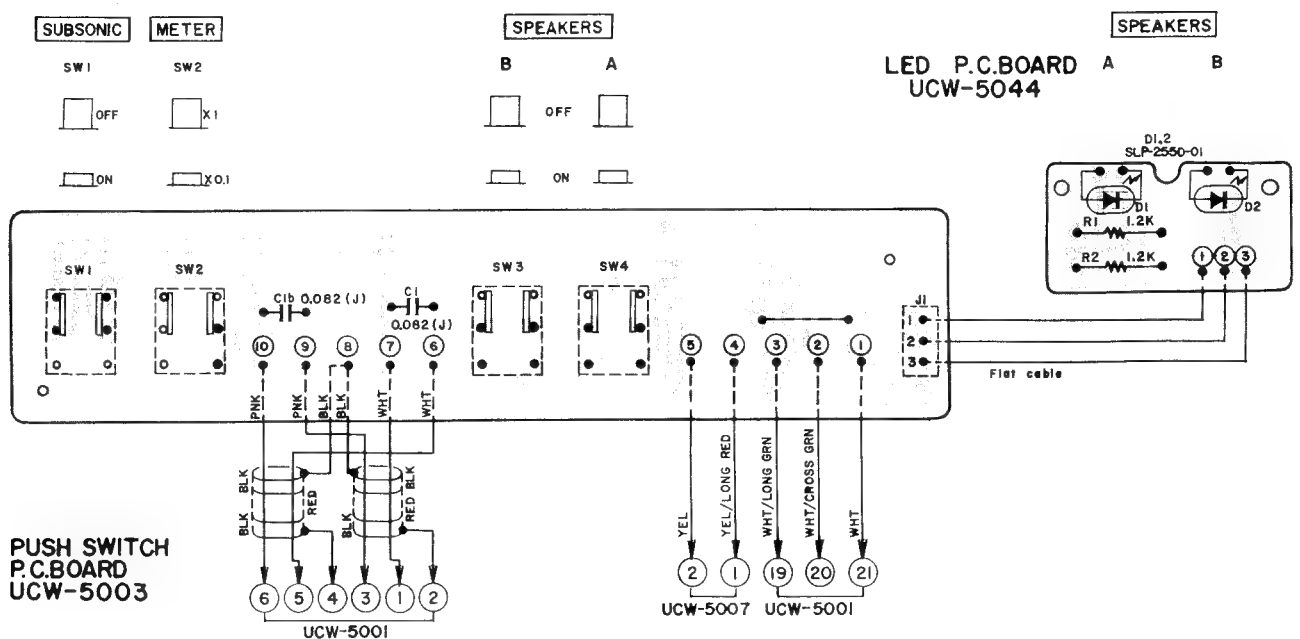 SUBSONIC
METER
SPEAKERS
SPEAKERS
SW1
SW2
B
A
LED P.C.BOARD
UCW-5044
A
B
OFF
X1
OFF
ON
X0.1
ON
D1,2
SLP-255D-01
D1
D2
R1
1.2K
R2
1.2K
1
2
3
SW1
SW2
C1b 0.082 (J)
C1
0.082 (J)
SW3
SW4
J1
1
2
3
10
9
8
7
6
5
4
3
2
1
Flat cable
PNK
PNK
BLK
BLK
WHT
WHT
BLK
BLK
RED
BLK
BLK
RED
YEL
YEL/LONG RED
WHT/LONG GRN
WHT/CROSS GRN
WHT
PUSH SWITCH
P.C.BOARD
UCW-5003
6
5
4
3
1
2
UCW-5001
2
1
19
20
21
UCW-5007
UCW-5001